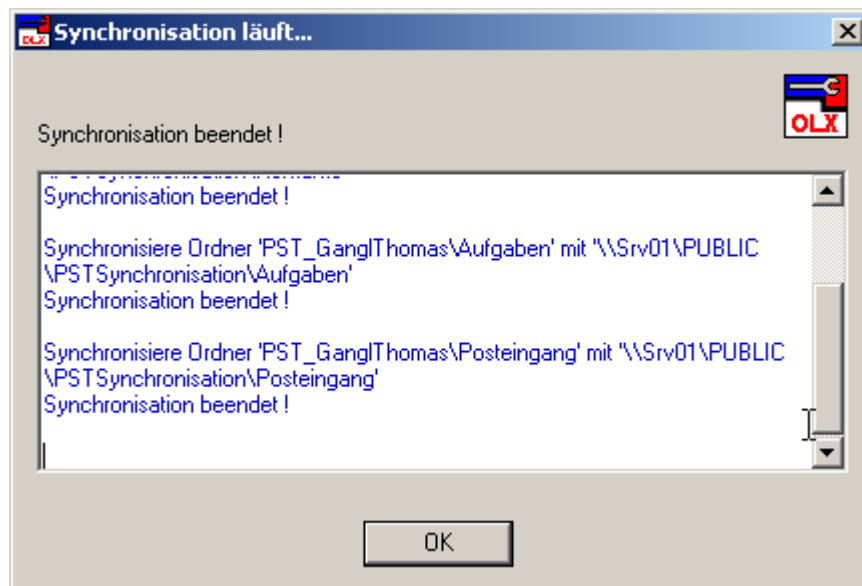 Synchronisation läuft...
OLX
Synchronisation beendet !
OLX
Synchronisation beendet !
Synchronisiere Ordner 'PST_GanglThomas\Aufgaben' mit '\\Srv01\PUBLIC
\PSTSynchronisation\Aufgaben'
Synchronisation beendet !
Synchronisiere Ordner 'PST_GanglThomas\Posteingang' mit '\\Srv01\PUBLIC
\PSTSynchronisation\Posteingang'
Synchronisation beendet !
OK